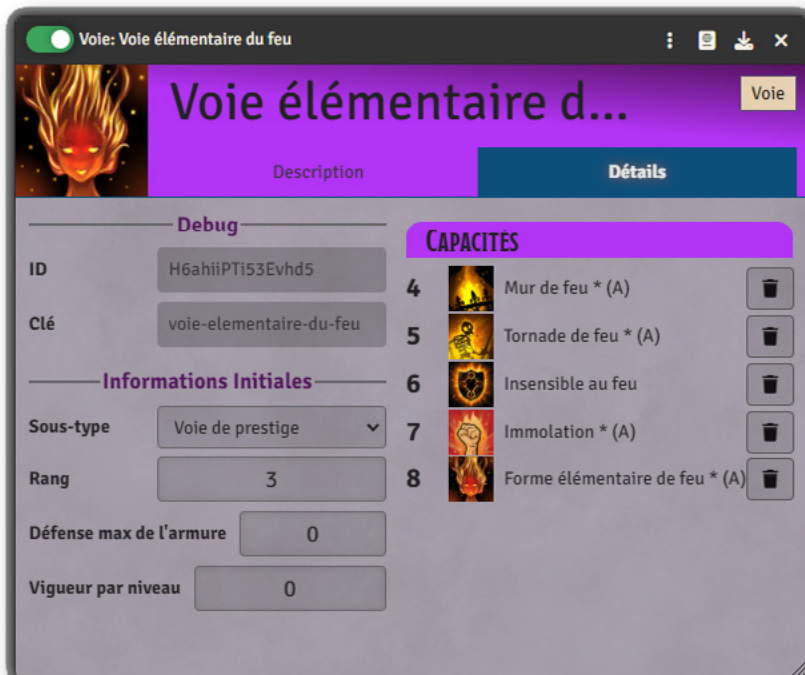 Voie: Voie élémentaire du feu
Voie élémentaire d...
Voie
Description
Détails
Debug
ID
H6ahiiPTi53Evhd5
Clé
voie-elementaire-du-feu
Informations Initiales
Sous-type
Voie de prestige
Rang
3
Défense max de l'armure
0
Vigueur par niveau
0
CAPACITÉS
4 Mur de feu * (A)
5 Tornade de feu * (A)
6 Insensible au feu
7 Immolation * (A)
8 Forme élémentaire de feu * (A)